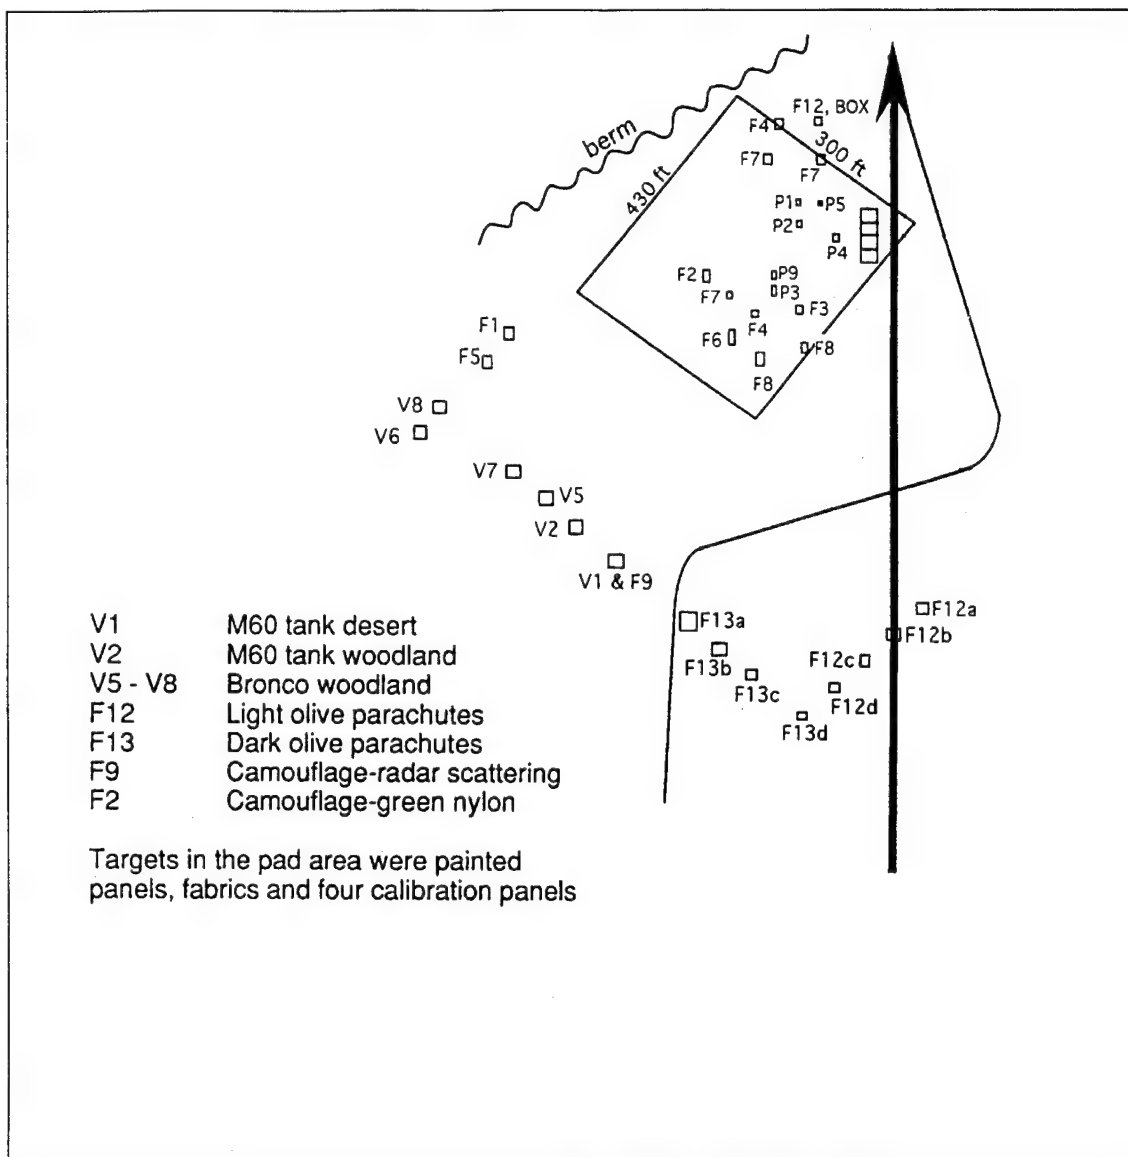 berm
F12, BOX
F4
300 ft
F7
F7
430 ft
P1
P5
P2
P4
F2
P9
F7
P3
F3
F4
F1
F6
F8
F5
F8
V8
V6
V7
V5
V2
V1 & F9
F12a
F13a
F12b
F13b
F12c
F13c
F12d
F13d
V1 M60 tank desert
V2 M60 tank woodland
V5 - V8 Bronco woodland
F12 Light olive parachutes
F13 Dark olive parachutes
F9 Camouflage-radar scattering
F2 Camouflage-green nylon
Targets in the pad area were painted
panels, fabrics and four calibration panels